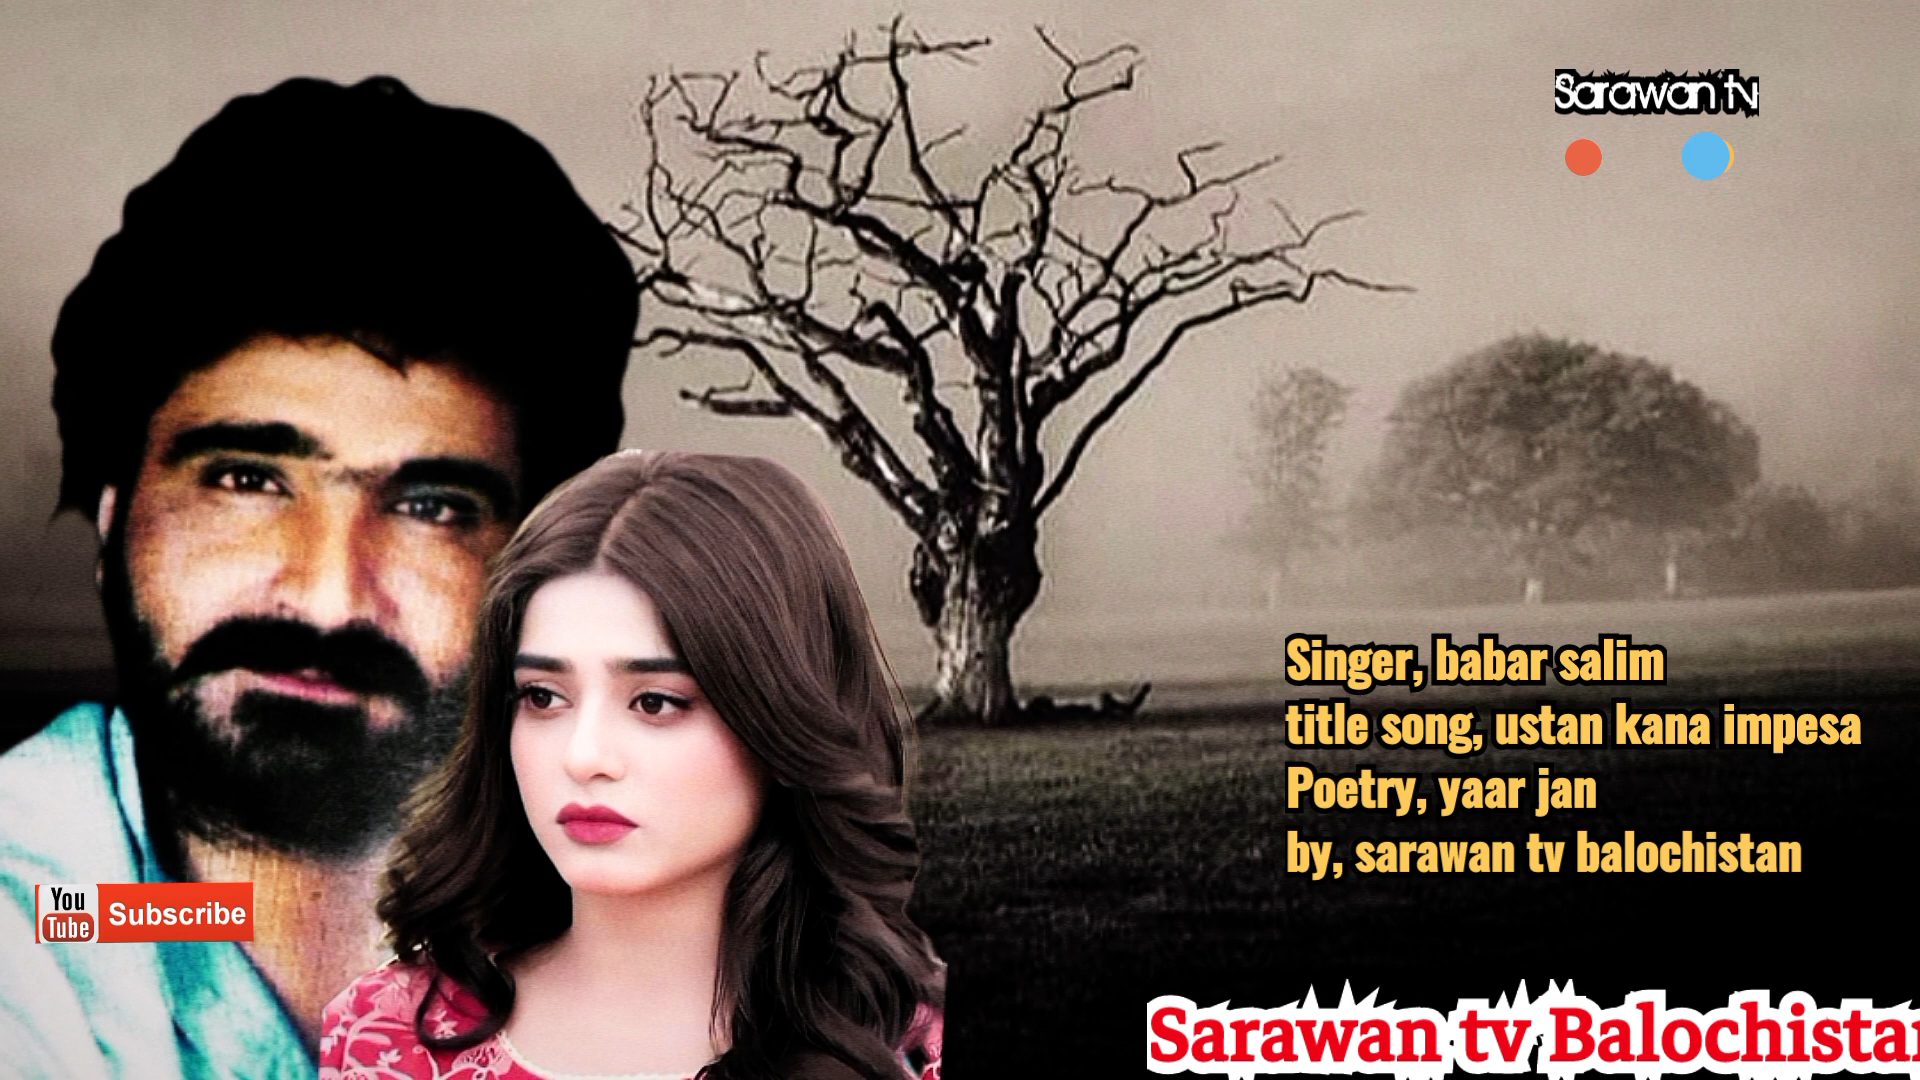 Sarawan tv
Singer, babar salim
title song, ustan kana impesa
Poetry, yaar jan
by, sarawan tv balochistan
You
Tube
Subscribe
Sarawan tv Balochistan